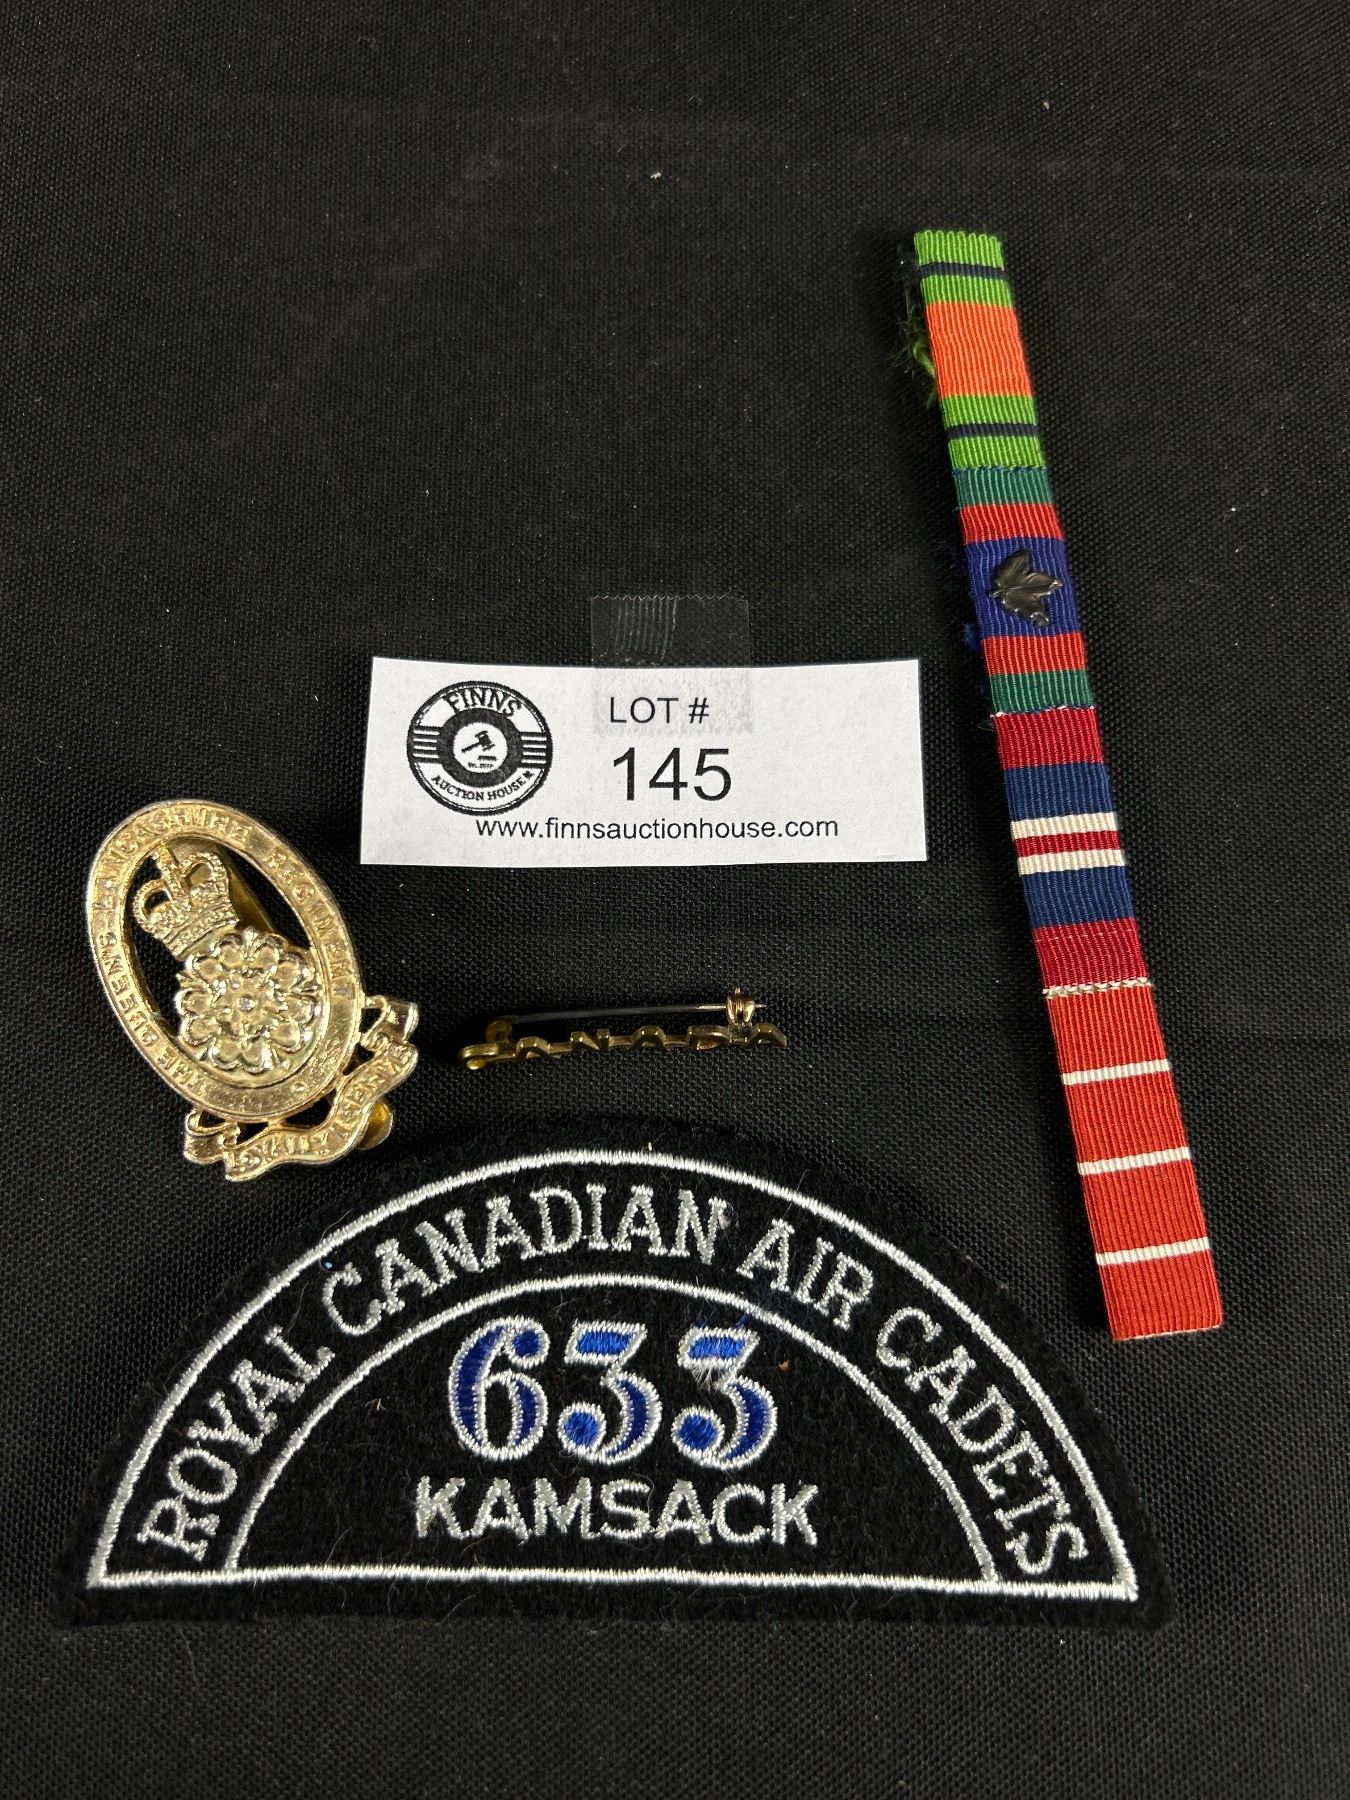 FINNS
AUCTION HOUSE
LOT #
145
www.finnsauctionhouse.com
THE QUEEN'S LANCASHIRE REGIMENT
LOYALLY I SERVE
CANADA
ROYAL CANADIAN AIR CADETS
633
KAMSACK